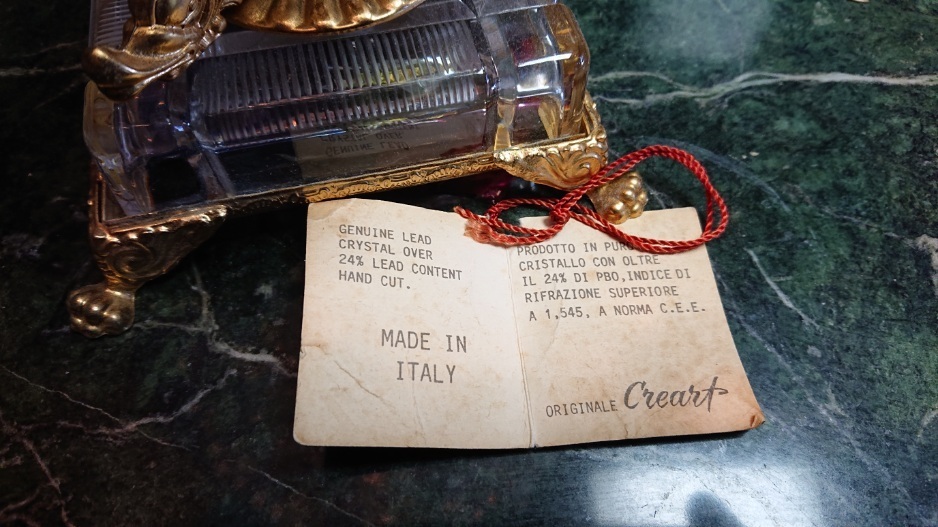 GENUINE LEAD
CRYSTAL OVER
24% LEAD CONTENT
HAND CUT.
MADE IN
ITALY
PRODOTTO IN
CRISTALLO CON OLTRE
IL 24% DI PBO,INDICE DI
RIFRAZIONE SUPERIORE
A 1,545, A NORMA C.E.E.
ORIGINALE Creart